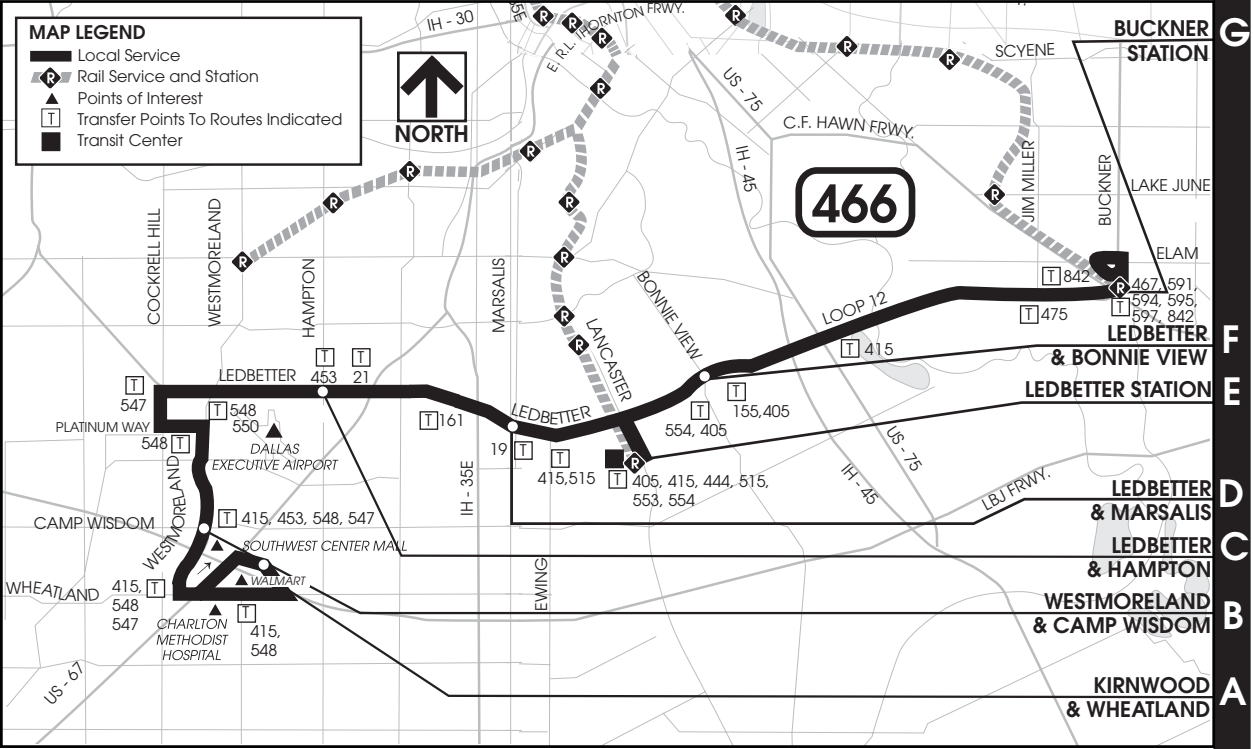 MAP LEGEND
Local Service
R
Rail Service and Station
Points of Interest
T
Transfer Points To Routes Indicated
Transit Center
NORTH
IH - 30
35E
E. R.L. THORNTON FRWY.
US - 75
SCYENE
C.F. HAWN FRWY.
IH - 45
466
JIM MILLER
BUCKNER
LAKE JUNE
ELAM
BUCKNER
STATION
G
COCKRELL HILL
WESTMORELAND
HAMPTON
MARSALIS
LANCASTER
BONNIE VIEW
LOOP 12
T 842
T 475
T 415
467, 591,
T 594, 595,
597, 842
LEDBETTER
& BONNIE VIEW
F
LEDBETTER STATION
E
T
547
LEDBETTER
T
453
T
21
T 548
550
PLATINUM WAY
548 T
DALLAS
EXECUTIVE AIRPORT
T 161
LEDBETTER
19 T
T
415,515
T
554, 405
T
155,405
T 405, 415, 444, 515,
553, 554
IH - 35E
US - 75
IH - 45
LBJ FRWY.
LEDBETTER
& MARSALIS
D
WESTMORELAND
CAMP WISDOM
T 415, 453, 548, 547
SOUTHWEST CENTER MALL
WALMART
WHEATLAND
415, T
548
547
CHARLTON
METHODIST
HOSPITAL
T
415,
548
EWING
US - 67
LEDBETTER
& HAMPTON
C
WESTMORELAND
& CAMP WISDOM
B
KIRNWOOD
& WHEATLAND
A